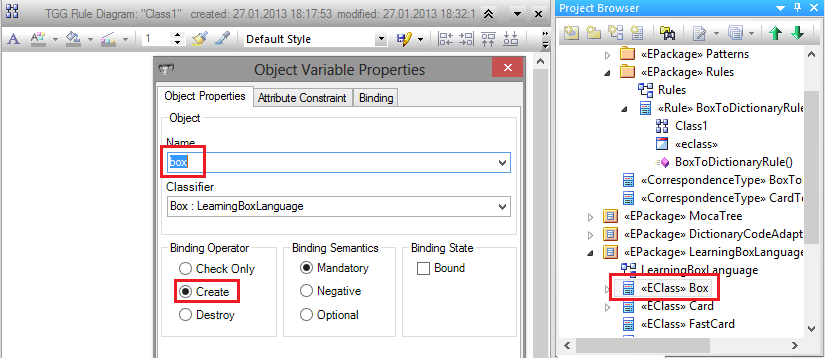 TGG Rule Diagram: "Class1" created: 27.01.2013 18:17:53 modified: 27.01.2013 18:32:1
A
1
Default Style
Object Variable Properties
Object Properties
Attribute Constraint
Binding
Object
Name
box
Classifier
Box : LearningBoxLanguage
Binding Operator
Check Only
Create
Destroy
Binding Semantics
Mandatory
Negative
Optional
Binding State
Bound
Project Browser
«EPackage» Patterns
«EPackage» Rules
Rules
«Rule» BoxToDictionaryRule
Class1
«eclass»
BoxToDictionaryRule()
«CorrespondenceType» BoxTo
«CorrespondenceType» CardTo
«EPackage» MocaTree
«EPackage» DictionaryCodeAdapt
«EPackage» LearningBoxLanguage
LearningBoxLanguage
«EClass» Box
«EClass» Card
«EClass» FastCard